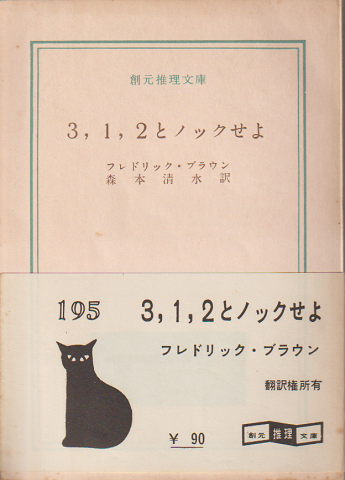 創元推理文庫
3, 1, 2とノックせよ
フレドリック・ブラウン
森本清水訳
195
3, 1, 2とノックせよ
フレドリック・ブラウン
翻訳権所有
¥ 90
創元 推理 文庫